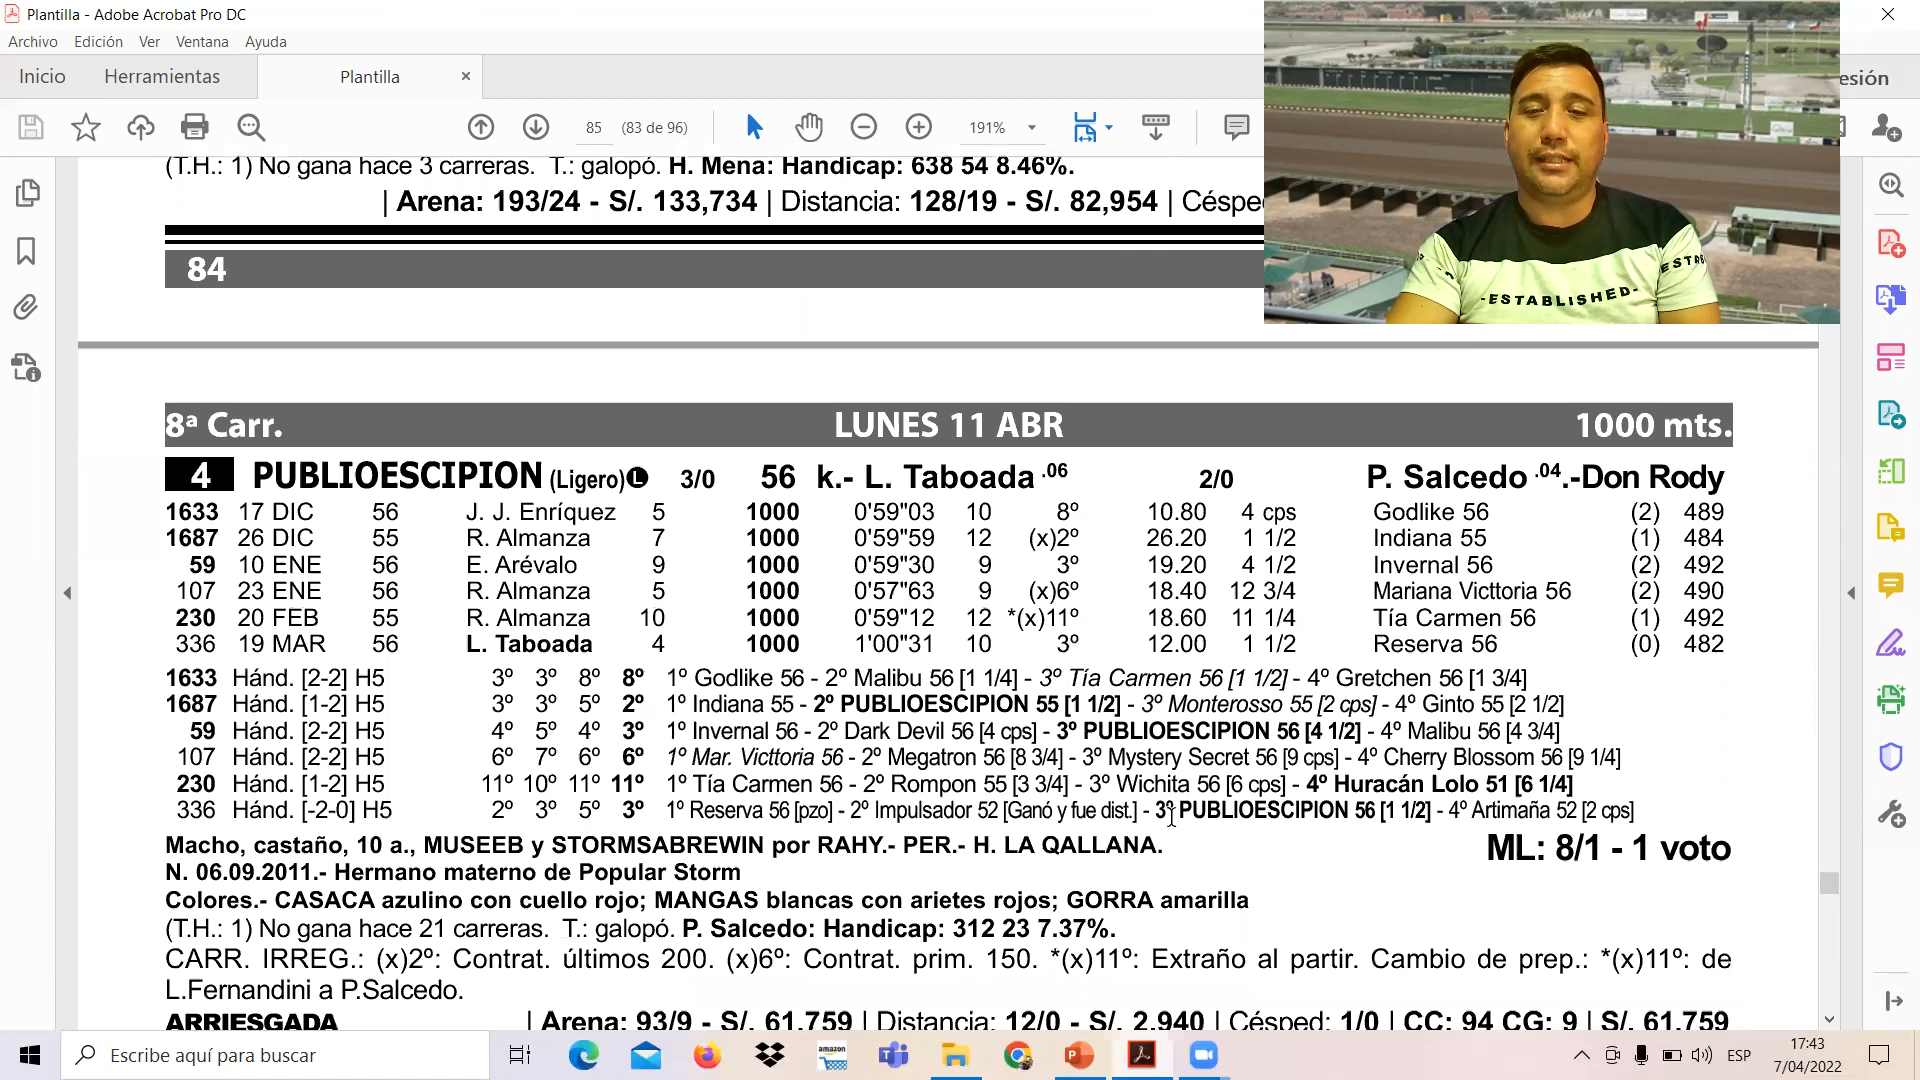 Plantilla - Adobe Acrobat Pro DC
Archivo Edición Ver Ventana Ayuda
Inicio Herramientas Plantilla × esión
85 (83 de 96) 191%
(T.H.: 1) No gana hace 3 carreras. T.: galopó. H. Mena: Handicap: 638 54 8.46%.
| Arena: 193/24 - S/. 133,734 | Distancia: 128/19 - S/. 82,954 | Césped
-ESTABLISHED-
84
8ª Carr. LUNES 11 ABR 1000 mts.
4 PUBLIOESCIPION (Ligero) L 3/0 56 k.- L. Taboada .06 2/0 P. Salcedo .04.-Don Rody
1633 17 DIC 56 J. J. Enríquez 5 1000 0'59"03 10 8º 10.80 4 cps Godlike 56 (2) 489
1687 26 DIC 55 R. Almanza 7 1000 0'59"59 12 (x)2º 26.20 1 1/2 Indiana 55 (1) 484
59 10 ENE 56 E. Arévalo 9 1000 0'59"30 9 3º 19.20 4 1/2 Invernal 56 (2) 492
107 23 ENE 56 R. Almanza 5 1000 0'57"63 9 (x)6º 18.40 12 3/4 Mariana Victtoria 56 (2) 490
230 20 FEB 55 R. Almanza 10 1000 0'59"12 12 *(x)11º 18.60 11 1/4 Tía Carmen 56 (1) 492
336 19 MAR 56 L. Taboada 4 1000 1'00"31 10 3º 12.00 1 1/2 Reserva 56 (0) 482
1633 Hánd. [2-2] H5 3º 3º 8º 8º 1º Godlike 56 - 2º Malibu 56 [1 1/4] - 3º Tía Carmen 56 [1 1/2] - 4º Gretchen 56 [1 3/4]
1687 Hánd. [1-2] H5 3º 3º 5º 2º 1º Indiana 55 - 2º PUBLIOESCIPION 55 [1 1/2] - 3º Monterosso 55 [2 cps] - 4º Ginto 55 [2 1/2]
59 Hánd. [2-2] H5 4º 5º 4º 3º 1º Invernal 56 - 2º Dark Devil 56 [4 cps] - 3º PUBLIOESCIPION 56 [4 1/2] - 4º Malibu 56 [4 3/4]
107 Hánd. [2-2] H5 6º 7º 6º 6º 1º Mar. Victtoria 56 - 2º Megatron 56 [8 3/4] - 3º Mystery Secret 56 [9 cps] - 4º Cherry Blossom 56 [9 1/4]
230 Hánd. [1-2] H5 11º 10º 11º 11º 1º Tía Carmen 56 - 2º Rompon 55 [3 3/4] - 3º Wichita 56 [6 cps] - 4º Huracán Lolo 51 [6 1/4]
336 Hánd. [-2-0] H5 2º 3º 5º 3º 1º Reserva 56 [pzo] - 2º Impulsador 52 [Ganó y fue dist.] - 3º PUBLIOESCIPION 56 [1 1/2] - 4º Artimaña 52 [2 cps]
Macho, castaño, 10 a., MUSEEB y STORMSABREWIN por RAHY.- PER.- H. LA QALLANA. ML: 8/1 - 1 voto
N. 06.09.2011.- Hermano materno de Popular Storm
Colores.- CASACA azulino con cuello rojo; MANGAS blancas con arietes rojos; GORRA amarilla
(T.H.: 1) No gana hace 21 carreras. T.: galopó. P. Salcedo: Handicap: 312 23 7.37%.
CARR. IRREG.: (x)2º: Contrat. últimos 200. (x)6º: Contrat. prim. 150. *(x)11º: Extraño al partir. Cambio de prep.: *(x)11º: de
L.Fernandini a P.Salcedo.
ARRIESGADA | Arena: 93/9 - S/. 61,759 | Distancia: 12/0 - S/. 2,940 | Césped: 1/0 | CC: 94 CG: 9 | S/. 61,759
Escribe aquí para buscar
amazon
ESP
17:43
7/04/2022